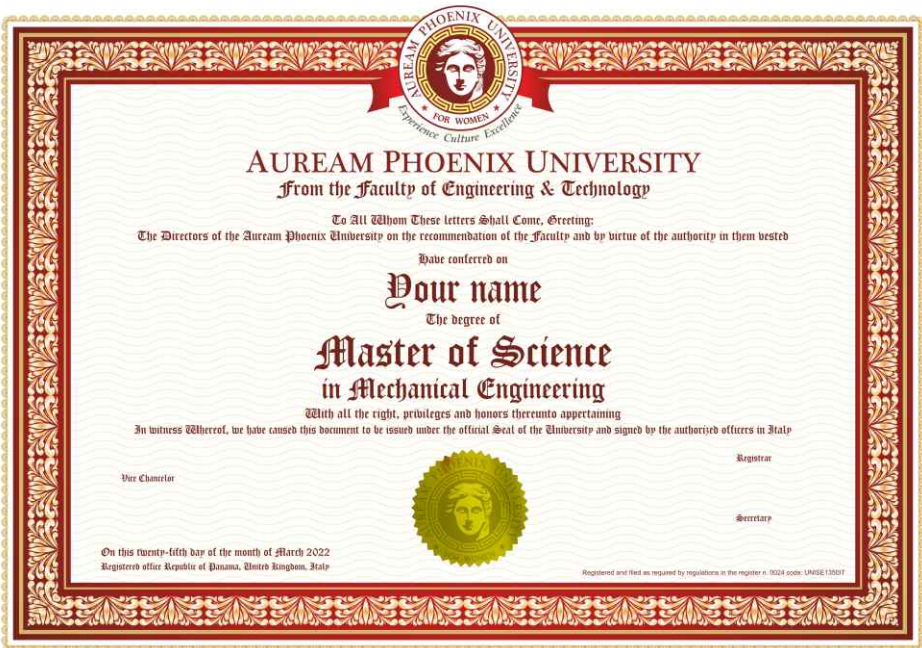 AUREAM PHOENIX UNIVERSITY
★ FOR WOMEN ★
Experience Culture Excellence
AUREAM PHOENIX UNIVERSITY
From the Faculty of Engineering & Technology
To All Whom These letters Shall Come, Greeting:
The Directors of the Auream Phoenix University on the recommendation of the Faculty and by virtue of the authority in them vested
Have conferred on
Your name
The degree of
Master of Science
in Mechanical Engineering
With all the right, privileges and honors thereunto appertaining
In witness Whereof, we have caused this document to be issued under the official Seal of the University and signed by the authorized officers in Italy
Registrar
Vice Chancelor
Secretary
On this twenty-fifth day of the month of March 2022
Registered office Republic of Panama, United Kingdom, Italy
Registered and filed as required by regulations in the register n. 9024 code: UNISE1350IT